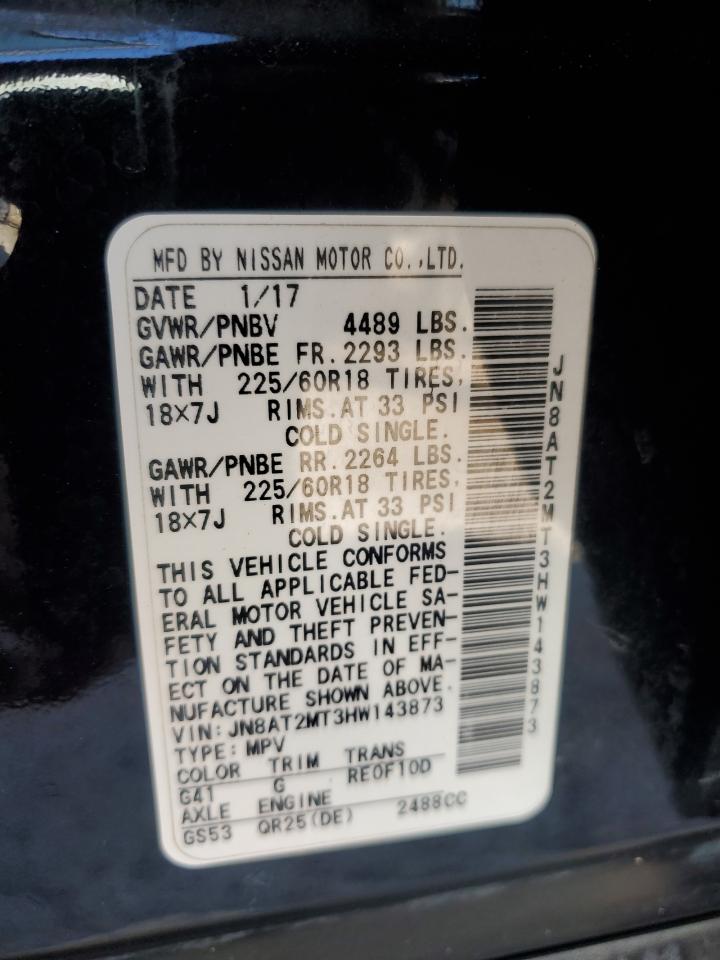 MFD BY NISSAN MOTOR CO.,LTD.
DATE 1/17
GVWR/PNBV 4489 LBS.
GAWR/PNBE FR. 2293 LBS.
WITH 225/60R18 TIRES,
18×7J RIMS.AT 33 PSI
COLD SINGLE.
GAWR/PNBE RR. 2264 LBS.
WITH 225/60R18 TIRES,
18×7J RIMS.AT 33 PSI
COLD SINGLE.
THIS VEHICLE CONFORMS
TO ALL APPLICABLE FED-
ERAL MOTOR VEHICLE SA-
FETY AND THEFT PREVEN-
TION STANDARDS IN EFF-
ECT ON THE DATE OF MA-
NUFACTURE SHOWN ABOVE.
VIN: JN8AT2MT3HW143873
TYPE: MPV
COLOR TRIM TRANS
G41 G RE0F10D
AXLE ENGINE
GS53 QR25(DE) 2488CC
JN8AT2MT3HW143873